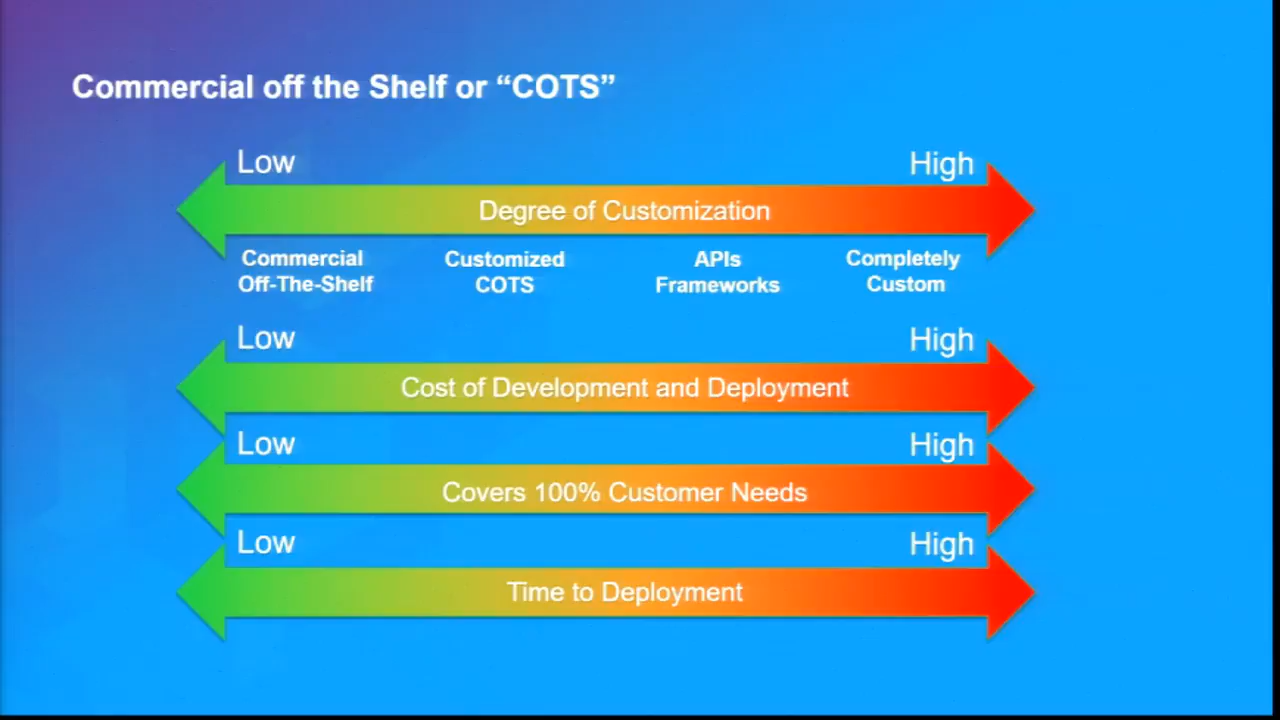 Commercial off the Shelf or “COTS”
Low High
Degree of Customization
Commercial Customized APIs Completely
Off-The-Shelf COTS Frameworks Custom
Low High
Cost of Development and Deployment
Low High
Covers 100% Customer Needs
Low High
Time to Deployment